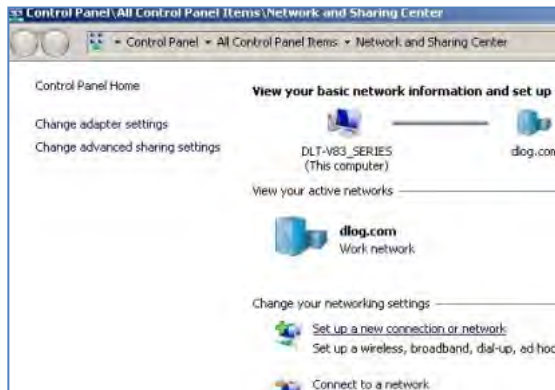 Control Panel\All Control Panel Items\Network and Sharing Center
Control Panel All Control Panel Items Network and Sharing Center
Control Panel Home
Change adapter settings
Change advanced sharing settings
View your basic network information and set up
DLT-V83_SERIES
(This computer)
dlog.com
View your active networks
dlog.com
Work network
Change your networking settings
Set up a new connection or network
Set up a wireless, broadband, dial-up, ad hoc
Connect to a network